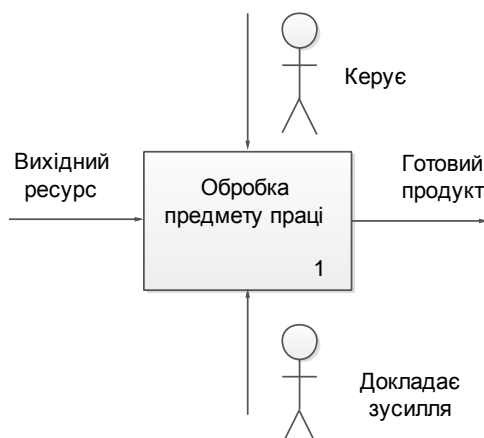 Керує
Вихідний
ресурс
Обробка
предмету праці
1
Готовий
продукт
Докладає
зусилля